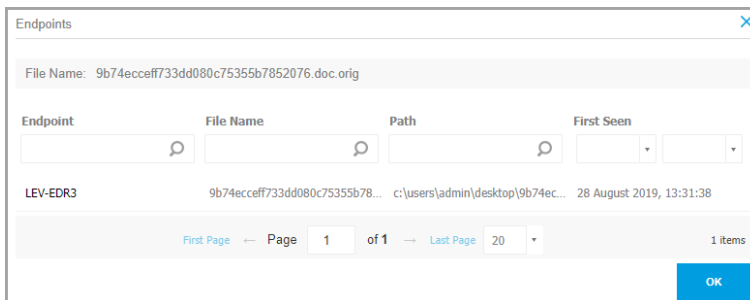 Endpoints
File Name: 9b74ecceff733dd080c75355b7852076.doc.orig
Endpoint File Name Path First Seen
LEV-EDR3 9b74ecceff733dd080c75355b78... c:\users\admin\desktop\9b74ec... 28 August 2019, 13:31:38
First Page ← Page 1 of 1 → Last Page 20 1 items
OK